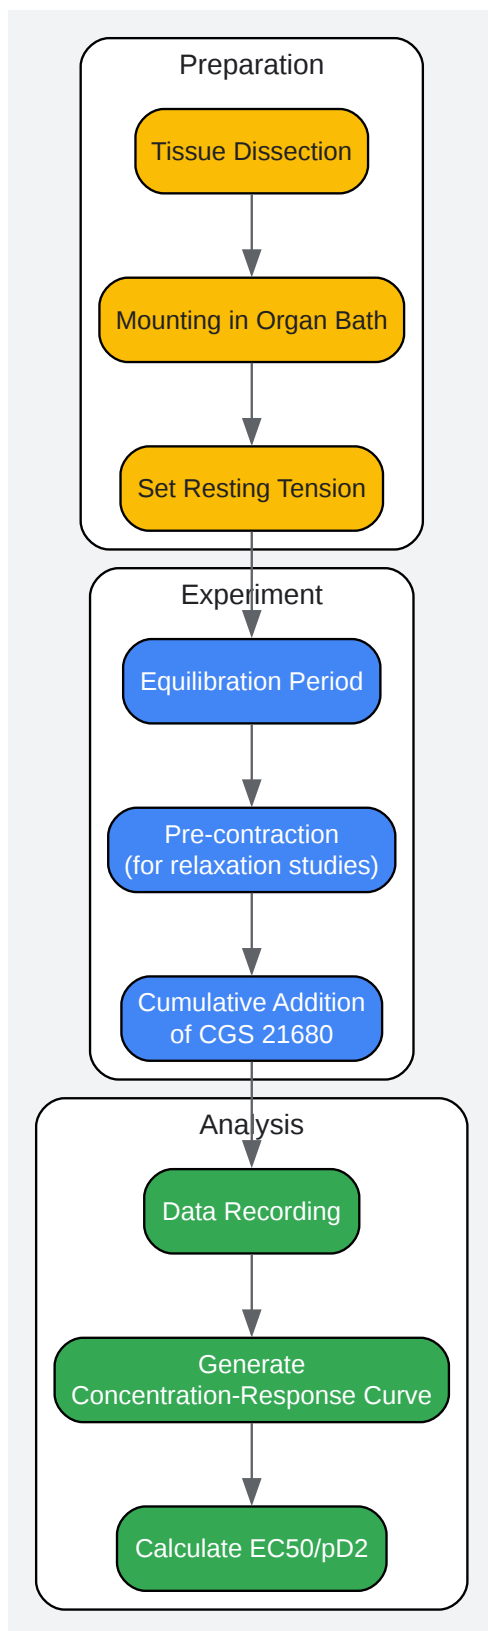 Preparation
Tissue Dissection
Mounting in Organ Bath
Set Resting Tension
Experiment
Equilibration Period
Pre-contraction
(for relaxation studies)
Cumulative Addition
of CGS 21680
Analysis
Data Recording
Generate
Concentration-Response Curve
Calculate EC50/pD2